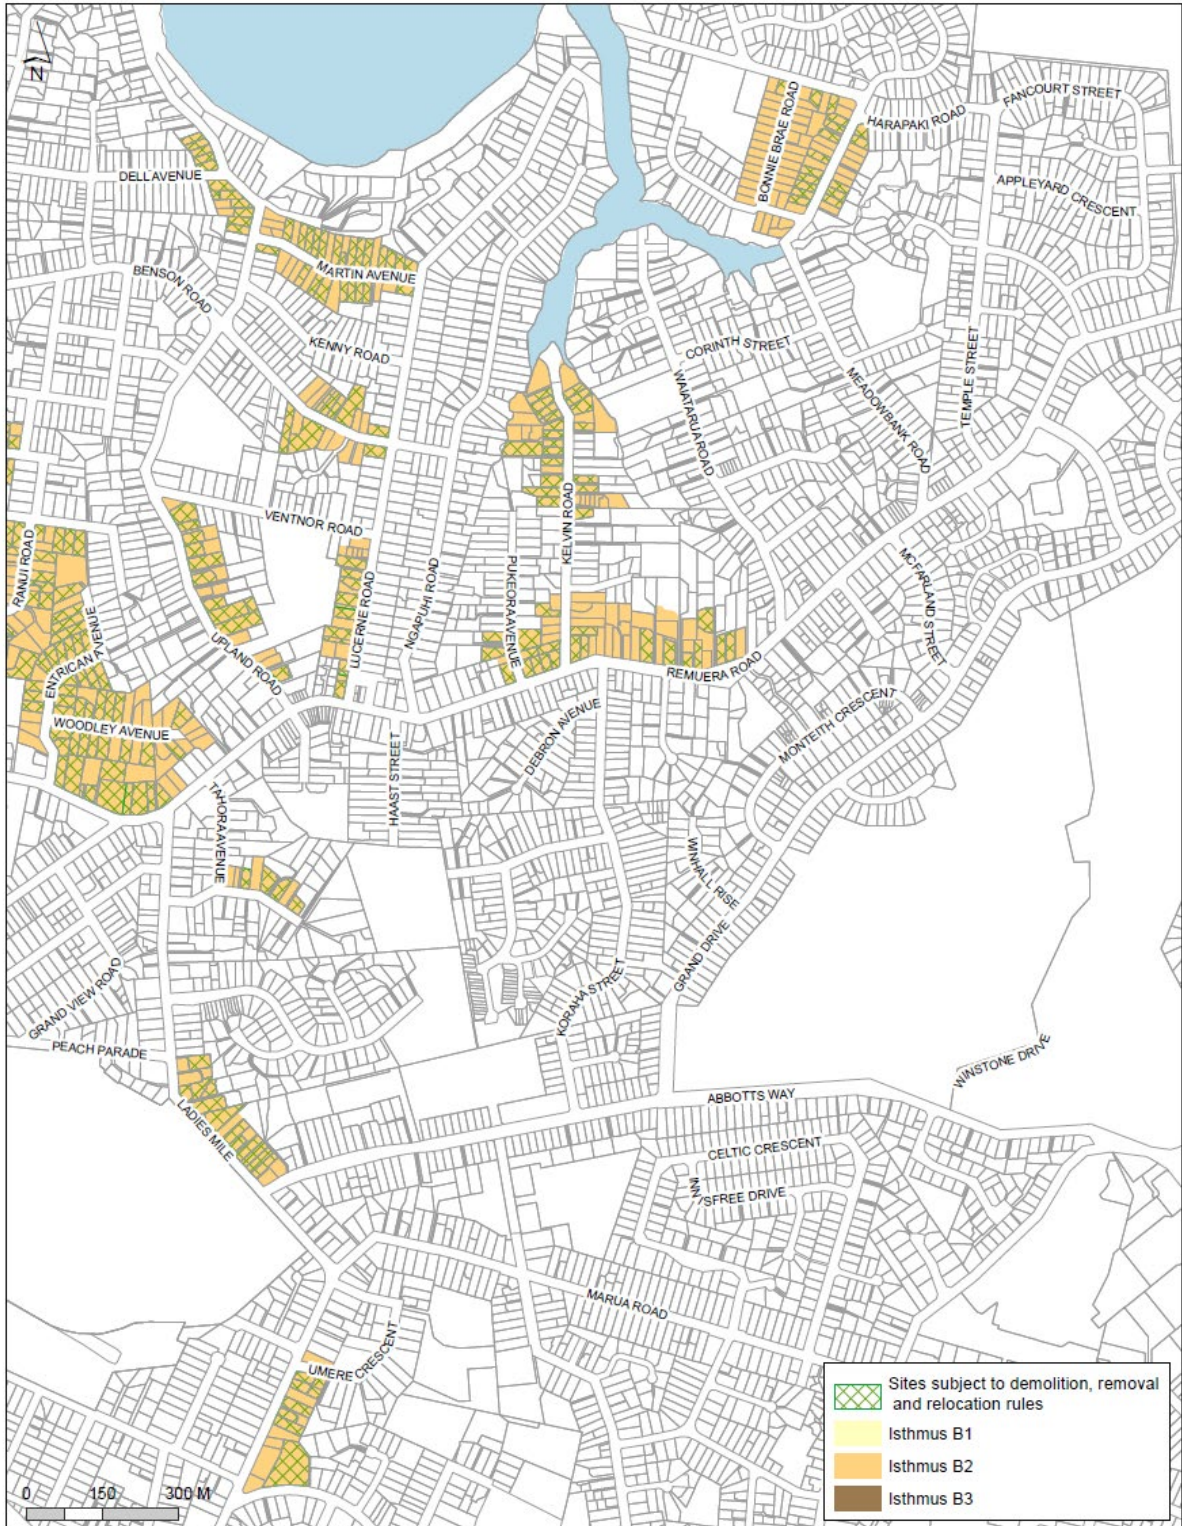 N
FANCOURT STREET
BONNIE BRAE ROAD
HARAPAKI ROAD
DELL AVENUE
APPLEYARD CRESCENT
MARTIN AVENUE
BENSON ROAD
KENNY ROAD
CORINTH STREET
WAIATARUA ROAD
MEADOWBANK ROAD
TEMPLE STREET
VENTNOR ROAD
KELVIN ROAD
RANUI ROAD
PUKEORA AVENUE
NGAPUHI ROAD
LUCERNE ROAD
MCFARLAND STREET
ENTRICAN AVENUE
UPLAND ROAD
REMUERA ROAD
WOODLEY AVENUE
MONTEITH CRESCENT
DEBRON AVENUE
HAAST STREET
TAHORA AVENUE
WINHALL RISE
GRAND DRIVE
GRAND VIEW ROAD
KORAHA STREET
PEACH PARADE
WINSTONE DRIVE
ABBOTTS WAY
LADIES MILE
CELTIC CRESCENT
INNISFREE DRIVE
MARUA ROAD
UMERE CRESCENT
Sites subject to demolition, removal
and relocation rules
Isthmus B1
Isthmus B2
Isthmus B3
0 150 300 M